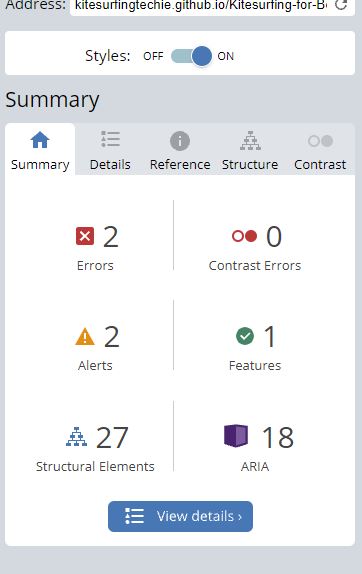 Address: kitesurfingtechie.github.io/Kitesurfing-for-B
Styles: OFF ON
Summary
Summary Details Reference Structure Contrast
2 0
Errors Contrast Errors
2 1
Alerts Features
27 18
Structural Elements ARIA
View details ›